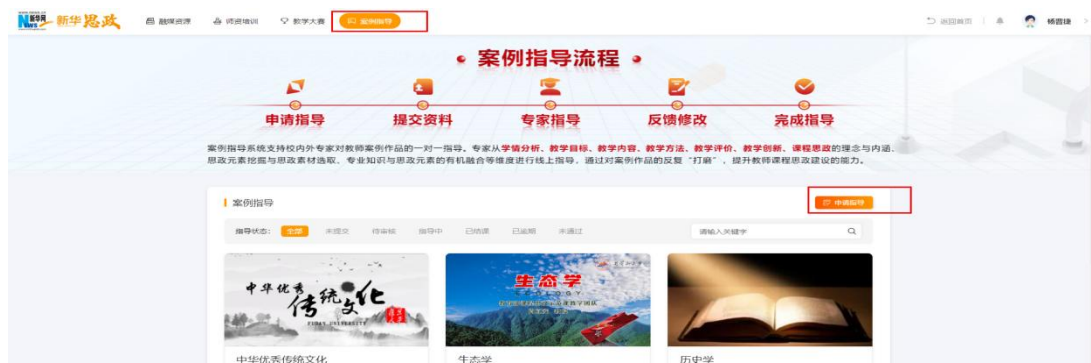 新华网
News
新华思政
融媒资源
师资培训
教学大赛
案例指导
返回首页
杨晋捷
案例指导流程
申请指导
提交资料
专家指导
反馈修改
完成指导
案例指导系统支持校内外专家对教师案例作品的一对一指导。专家从学情分析、教学目标、教学内容、教学方法、教学评价、教学创新、课程思政的理念与内涵、
思政元素挖掘与思政素材选取、专业知识与思政元素的有机融合等维度进行线上指导，通过对案例作品的反复“打磨”，提升教师课程思政建设的能力。
案例指导
申请指导
指导状态：
全部
未提交
待审核
指导中
已结课
已逾期
未通过
请输入关键字
中华优秀
传统文化
生态学
中华优秀传统文化
生态学
历史学